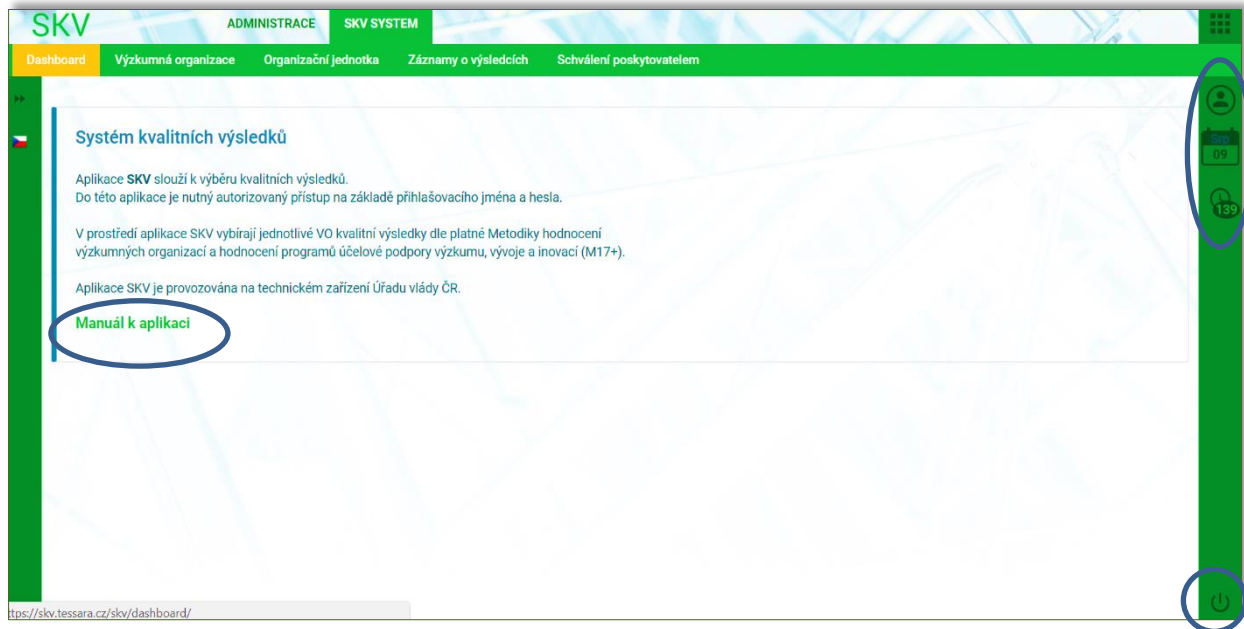 SKV
ADMINISTRACE SKV SYSTEM
Dashboard Výzkumná organizace Organizační jednotka Záznamy o výsledcích Schválení poskytovatelem
Srp
09
139
Systém kvalitních výsledků
Aplikace SKV slouží k výběru kvalitních výsledků.
Do této aplikace je nutný autorizovaný přístup na základě přihlašovacího jména a hesla.
V prostředí aplikace SKV vybírají jednotlivé VO kvalitní výsledky dle platné Metodiky hodnocení
výzkumných organizací a hodnocení programů účelové podpory výzkumu, vývoje a inovací (M17+).
Aplikace SKV je provozována na technickém zařízení Úřadu vlády ČR.
Manuál k aplikaci
ttps://skv.tessara.cz/skv/dashboard/